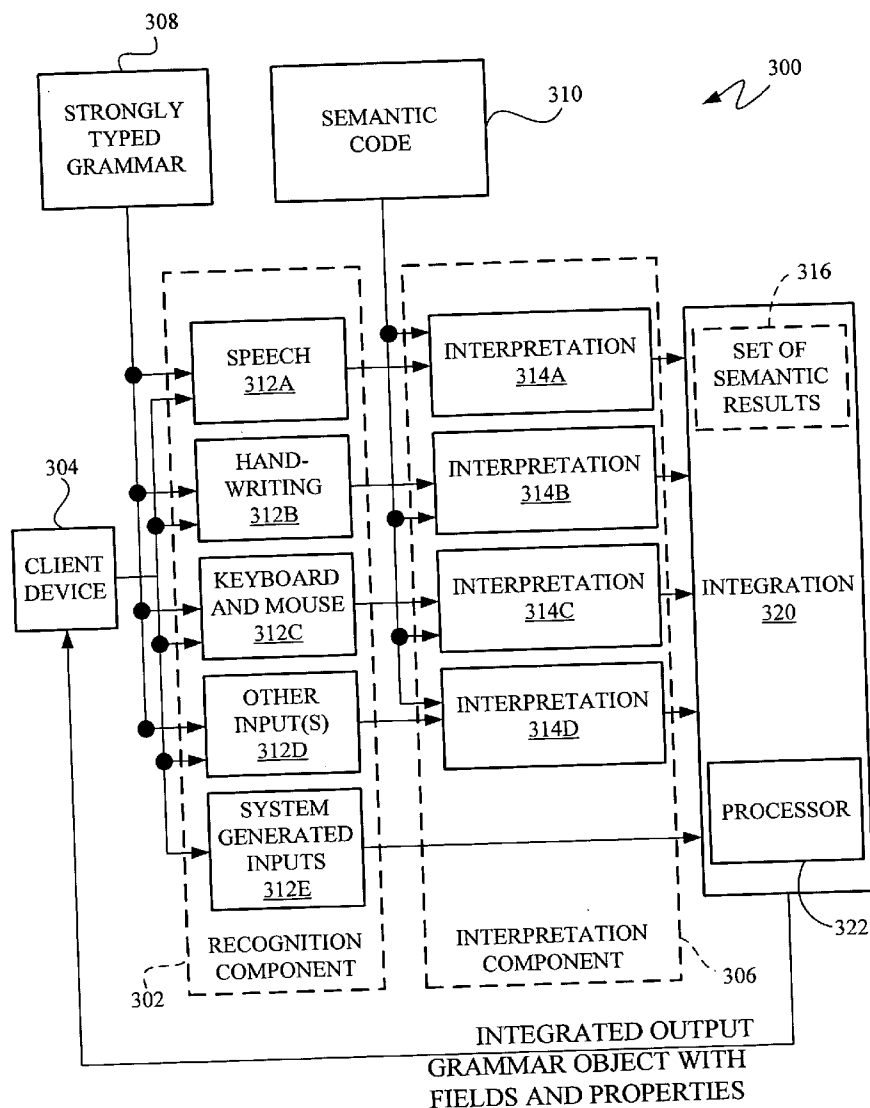 308
STRONGLY
TYPED
GRAMMAR
SEMANTIC
CODE
310
300
316
SPEECH
312A
INTERPRETATION
314A
SET OF
SEMANTIC
RESULTS
304
CLIENT
DEVICE
HAND-
WRITING
312B
INTERPRETATION
314B
KEYBOARD
AND MOUSE
312C
INTERPRETATION
314C
INTEGRATION
320
OTHER
INPUT(S)
312D
INTERPRETATION
314D
SYSTEM
GENERATED
INPUTS
312E
PROCESSOR
322
302
RECOGNITION
COMPONENT
INTERPRETATION
COMPONENT
306
INTEGRATED OUTPUT
GRAMMAR OBJECT WITH
FIELDS AND PROPERTIES